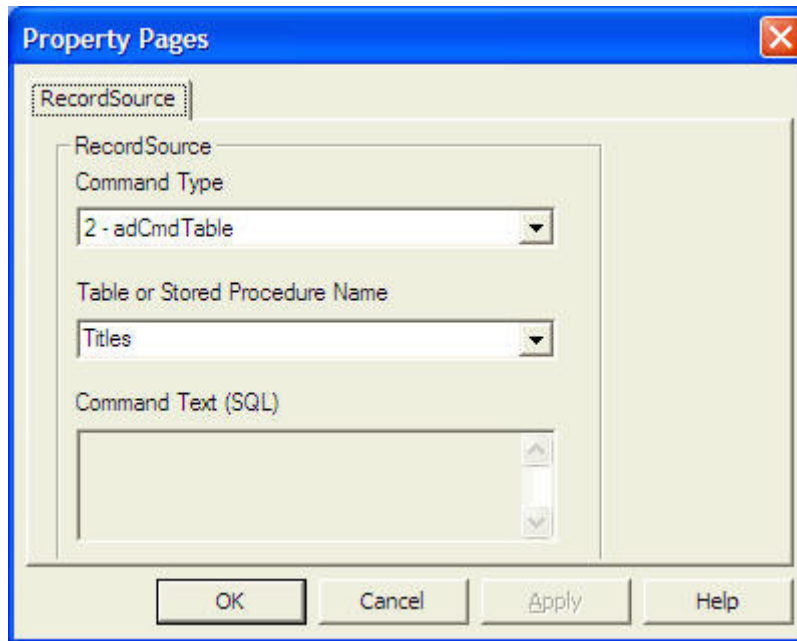 Property Pages
RecordSource
RecordSource
Command Type
2 - adCmdTable
Table or Stored Procedure Name
Titles
Command Text (SQL)
OK Cancel Apply Help